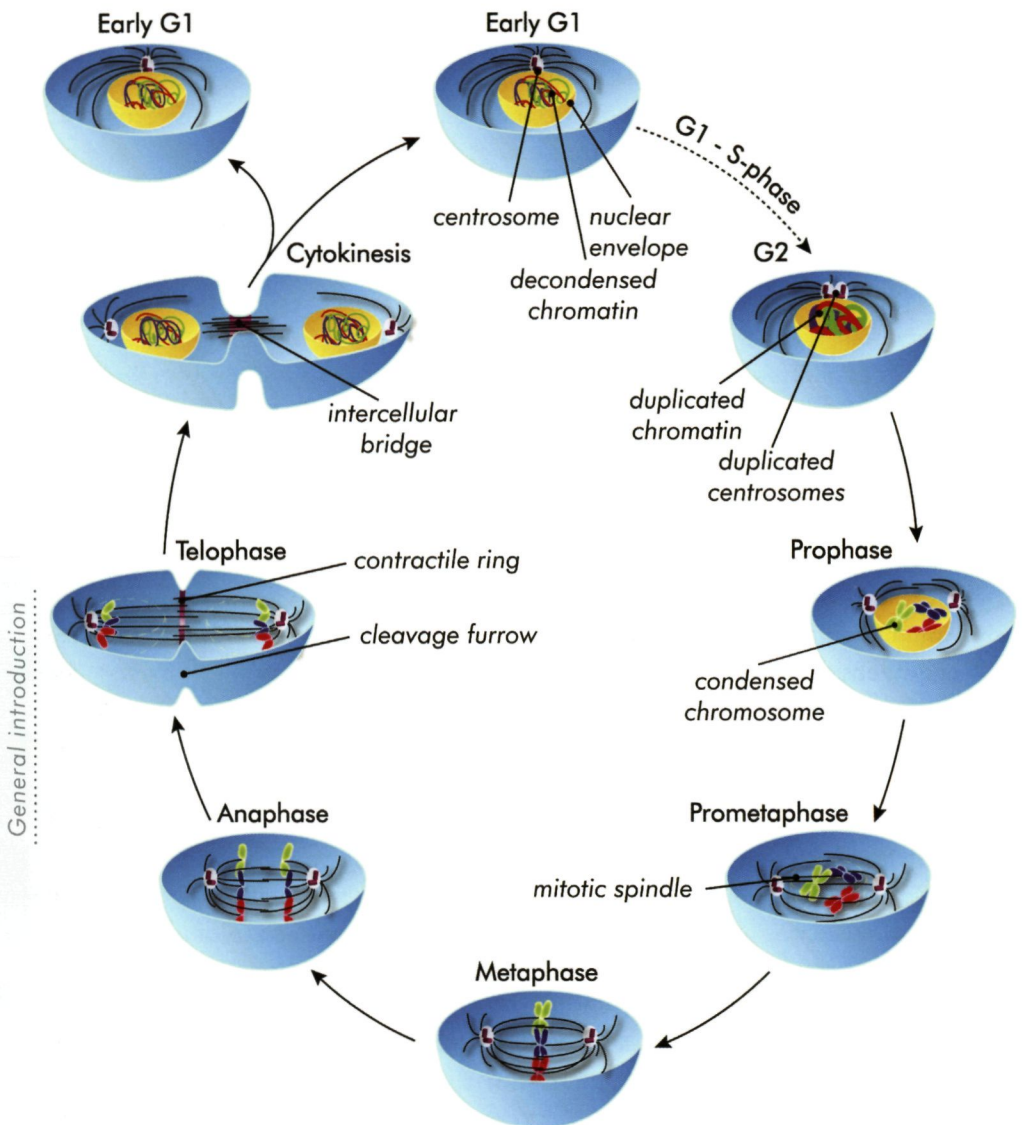 Early G1
Early G1
G1 - S-phase
centrosome
nuclear
envelope
decondensed
chromatin
Cytokinesis
G2
intercellular
bridge
duplicated
chromatin
duplicated
centrosomes
Telophase
contractile ring
cleavage furrow
Prophase
condensed
chromosome
General introduction
Anaphase
Prometaphase
mitotic spindle
Metaphase